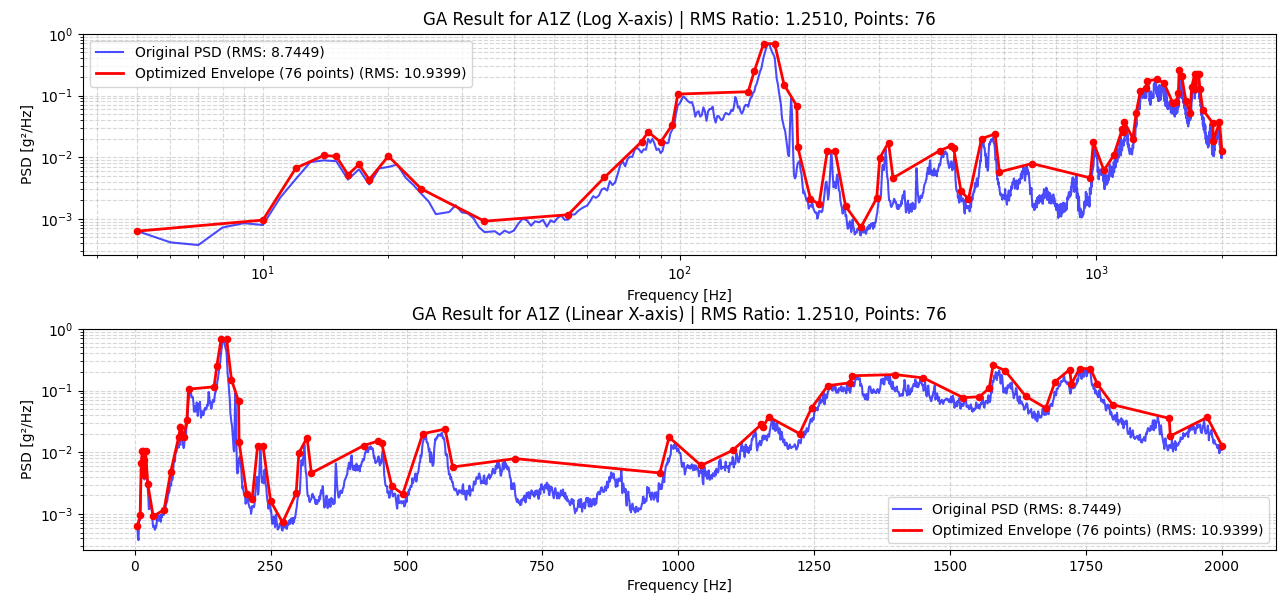 GA Result for A1Z (Log X-axis) | RMS Ratio: 1.2510, Points: 76
10⁰
10⁻¹
10⁻²
10⁻³
PSD [g²/Hz]
Original PSD (RMS: 8.7449)
Optimized Envelope (76 points) (RMS: 10.9399)
10¹ 10² 10³
Frequency [Hz]
GA Result for A1Z (Linear X-axis) | RMS Ratio: 1.2510, Points: 76
10⁰
10⁻¹
10⁻²
10⁻³
PSD [g²/Hz]
Original PSD (RMS: 8.7449)
Optimized Envelope (76 points) (RMS: 10.9399)
0 250 500 750 1000 1250 1500 1750 2000
Frequency [Hz]